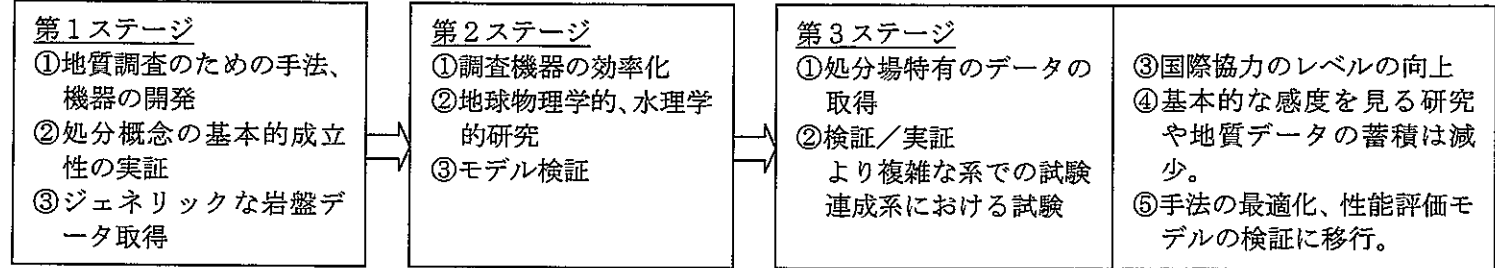 第1ステージ
①地質調査のための手法、
機器の開発
②処分概念の基本的成立
性の実証
③ジェネリックな岩盤デ
ータ取得
第2ステージ
①調査機器の効率化
②地球物理学的、水理学
的研究
③モデル検証
第3ステージ
①処分場特有のデータの
取得
②検証／実証
より複雑な系での試験
連成系における試験
③国際協力のレベルの向上
④基本的な感度を見る研究
や地質データの蓄積は減
少。
⑤手法の最適化、性能評価モ
デルの検証に移行。